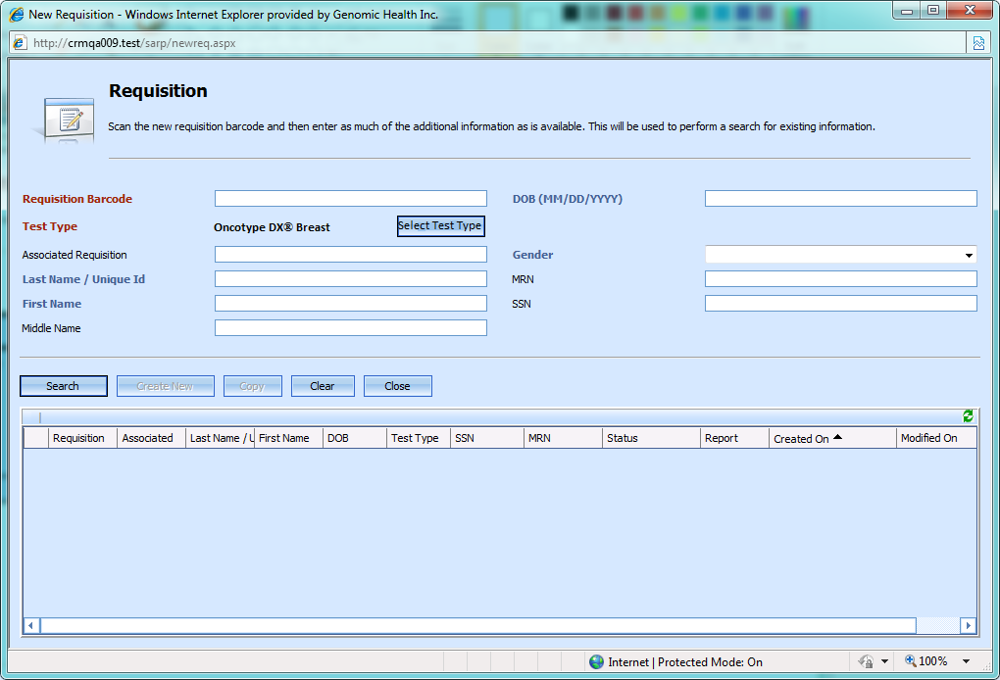 New Requisition - Windows Internet Explorer provided by Genomic Health Inc.
http://crmqa009.test/sarp/newreq.aspx
Requisition
Scan the new requisition barcode and then enter as much of the additional information as is available. This will be used to perform a search for existing information.
Requisition Barcode DOB (MM/DD/YYYY)
Test Type Oncotype DX® Breast Select Test Type
Associated Requisition Gender
Last Name / Unique Id MRN
First Name SSN
Middle Name
Search Create New Copy Clear Close
Requisition Associated Last Name / U First Name DOB Test Type SSN MRN Status Report Created On Modified On
Internet | Protected Mode: On 100%